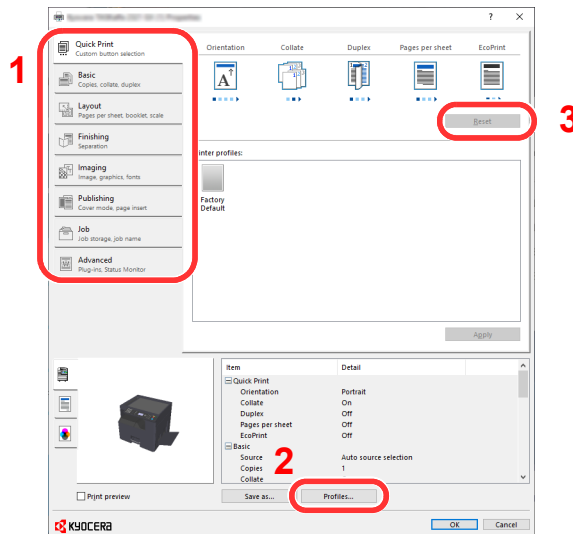 ? ×
1
Quick Print
Custom button selection
Basic
Copies, collate, duplex
Layout
Pages per sheet, booklet, scale
Finishing
Separation
Imaging
Image, graphics, fonts
Publishing
Cover mode, page insert
Job
Job storage, job name
Advanced
Plug-ins, Status Monitor
Orientation Collate Duplex Pages per sheet EcoPrint
A
Reset
3
inter profiles:
Factory
Default
Apply
Item Detail
Quick Print
Orientation Portrait
Collate On
Duplex Off
Pages per sheet Off
EcoPrint Off
Basic
Source Auto source selection
Copies 1
Collate
2
Print preview
Save as... Profiles...
KYOCERA
OK Cancel